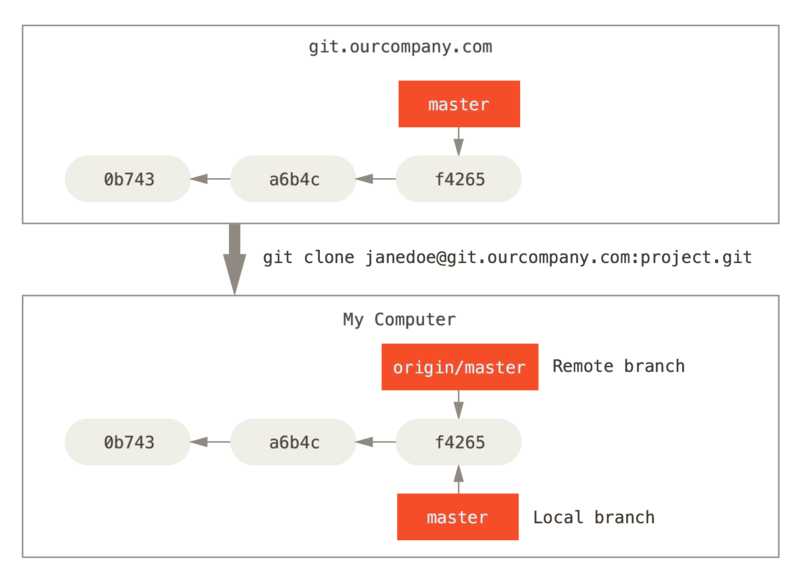 git.ourcompany.com
master
0b743 a6b4c f4265
git clone janedoe@git.ourcompany.com:project.git
My Computer
origin/master Remote branch
0b743 a6b4c f4265
master Local branch